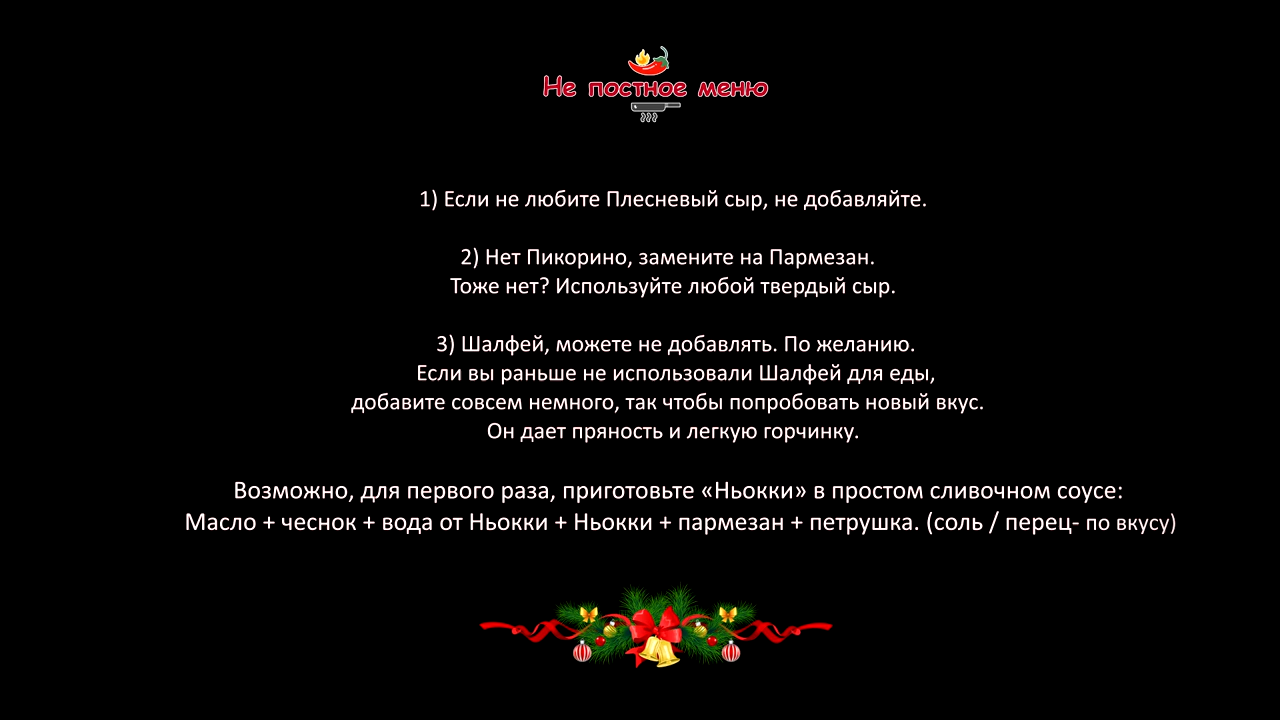 Не постное меню
1) Если не любите Плесневый сыр, не добавляйте.
2) Нет Пикорино, замените на Пармезан.
Тоже нет? Используйте любой твердый сыр.
3) Шалфей, можете не добавлять. По желанию.
Если вы раньше не использовали Шалфей для еды,
добавите совсем немного, так чтобы попробовать новый вкус.
Он дает пряность и легкую горчинку.
Возможно, для первого раза, приготовьте «Ньокки» в простом сливочном соусе:
Масло + чеснок + вода от Ньокки + Ньокки + пармезан + петрушка. (соль / перец- по вкусу)